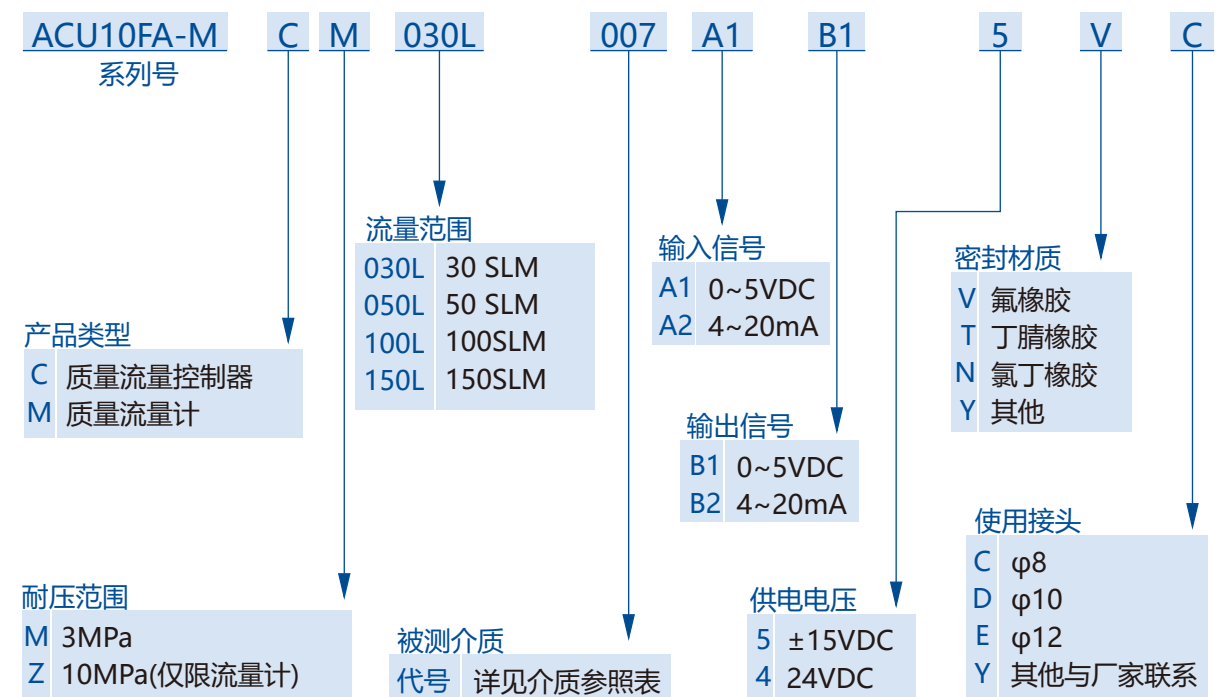 ACU10FA-M C M 030L 007 A1 B1 5 V C
系列号
流量范围
030L 30 SLM
050L 50 SLM
100L 100SLM
150L 150SLM
输入信号
A1 0~5VDC
A2 4~20mA
密封材质
V 氟橡胶
T 丁腈橡胶
N 氯丁橡胶
Y 其他
产品类型
C 质量流量控制器
M 质量流量计
输出信号
B1 0~5VDC
B2 4~20mA
使用接头
C φ8
D φ10
E φ12
Y 其他与厂家联系
耐压范围
M 3MPa
Z 10MPa(仅限流量计)
被测介质
代号 详见介质参照表
供电电压
5 ±15VDC
4 24VDC